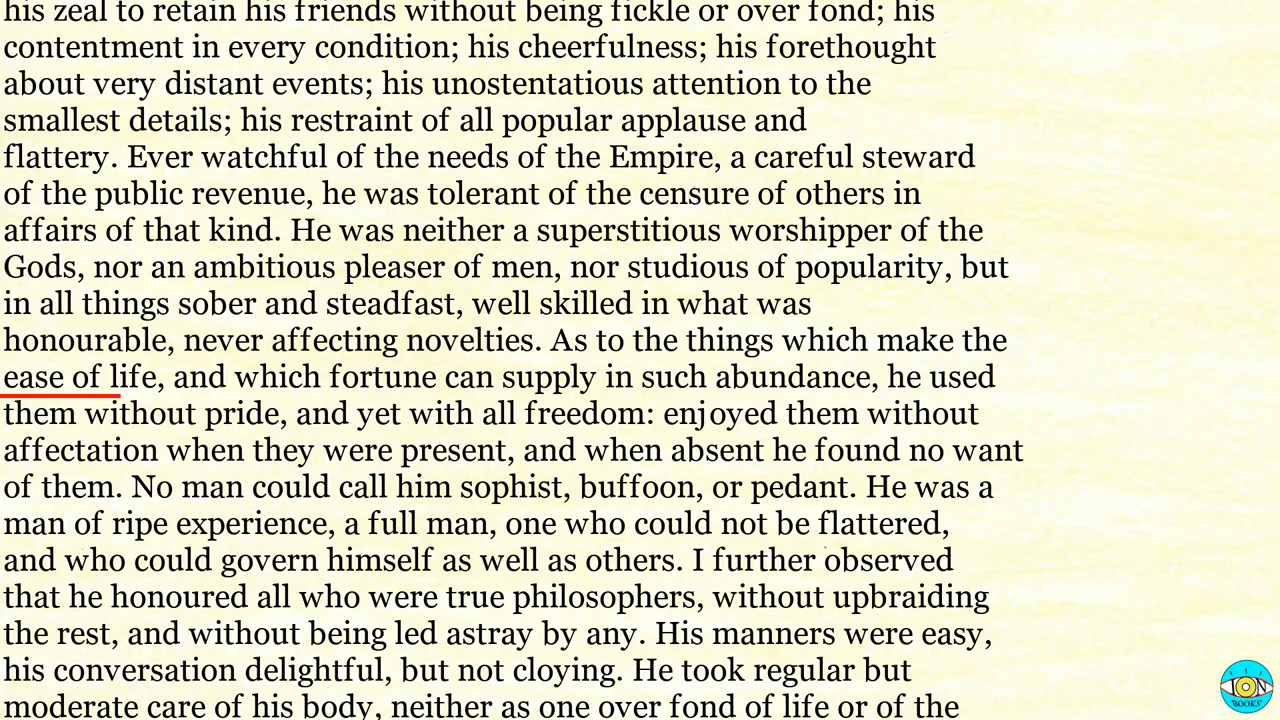 his zeal to retain his friends without being fickle or over fond; his
contentment in every condition; his cheerfulness; his forethought
about very distant events; his unostentatious attention to the
smallest details; his restraint of all popular applause and
flattery. Ever watchful of the needs of the Empire, a careful steward
of the public revenue, he was tolerant of the censure of others in
affairs of that kind. He was neither a superstitious worshipper of the
Gods, nor an ambitious pleaser of men, nor studious of popularity, but
in all things sober and steadfast, well skilled in what was
honourable, never affecting novelties. As to the things which make the
ease of life, and which fortune can supply in such abundance, he used
them without pride, and yet with all freedom: enjoyed them without
affectation when they were present, and when absent he found no want
of them. No man could call him sophist, buffoon, or pedant. He was a
man of ripe experience, a full man, one who could not be flattered,
and who could govern himself as well as others. I further observed
that he honoured all who were true philosophers, without upbraiding
the rest, and without being led astray by any. His manners were easy,
his conversation delightful, but not cloying. He took regular but
moderate care of his body, neither as one over fond of life or of the
ION
BOOKS